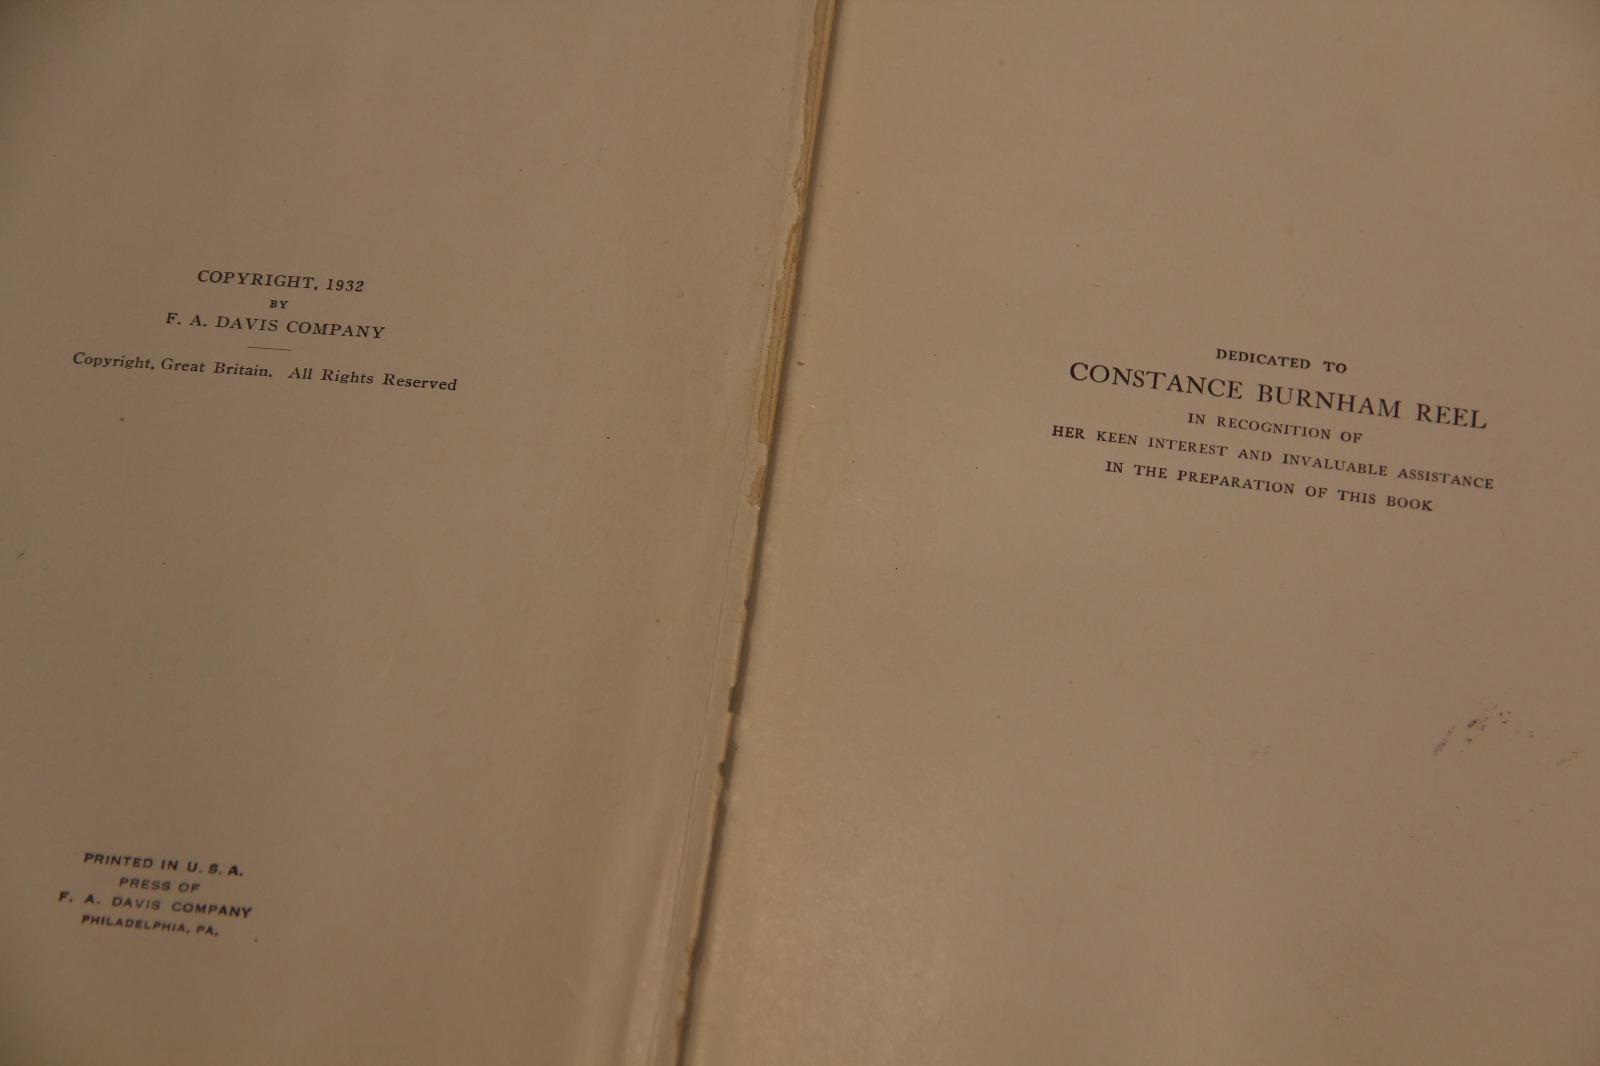 COPYRIGHT, 1932
BY
F. A. DAVIS COMPANY
Copyright, Great Britain. All Rights Reserved
PRINTED IN U. S. A.
PRESS OF
F. A. DAVIS COMPANY
PHILADELPHIA, PA.
DEDICATED TO
CONSTANCE BURNHAM REEL
IN RECOGNITION OF
HER KEEN INTEREST AND INVALUABLE ASSISTANCE
IN THE PREPARATION OF THIS BOOK